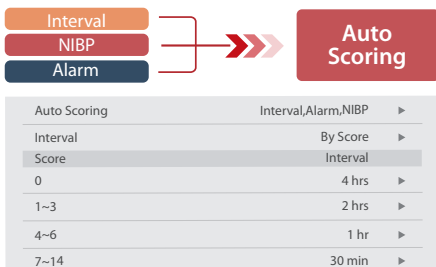 Interval
NIBP
Alarm
Auto
Scoring
Auto Scoring Interval,Alarm,NIBP
Interval By Score
Score Interval
0 4 hrs
1~3 2 hrs
4~6 1 hr
7~14 30 min